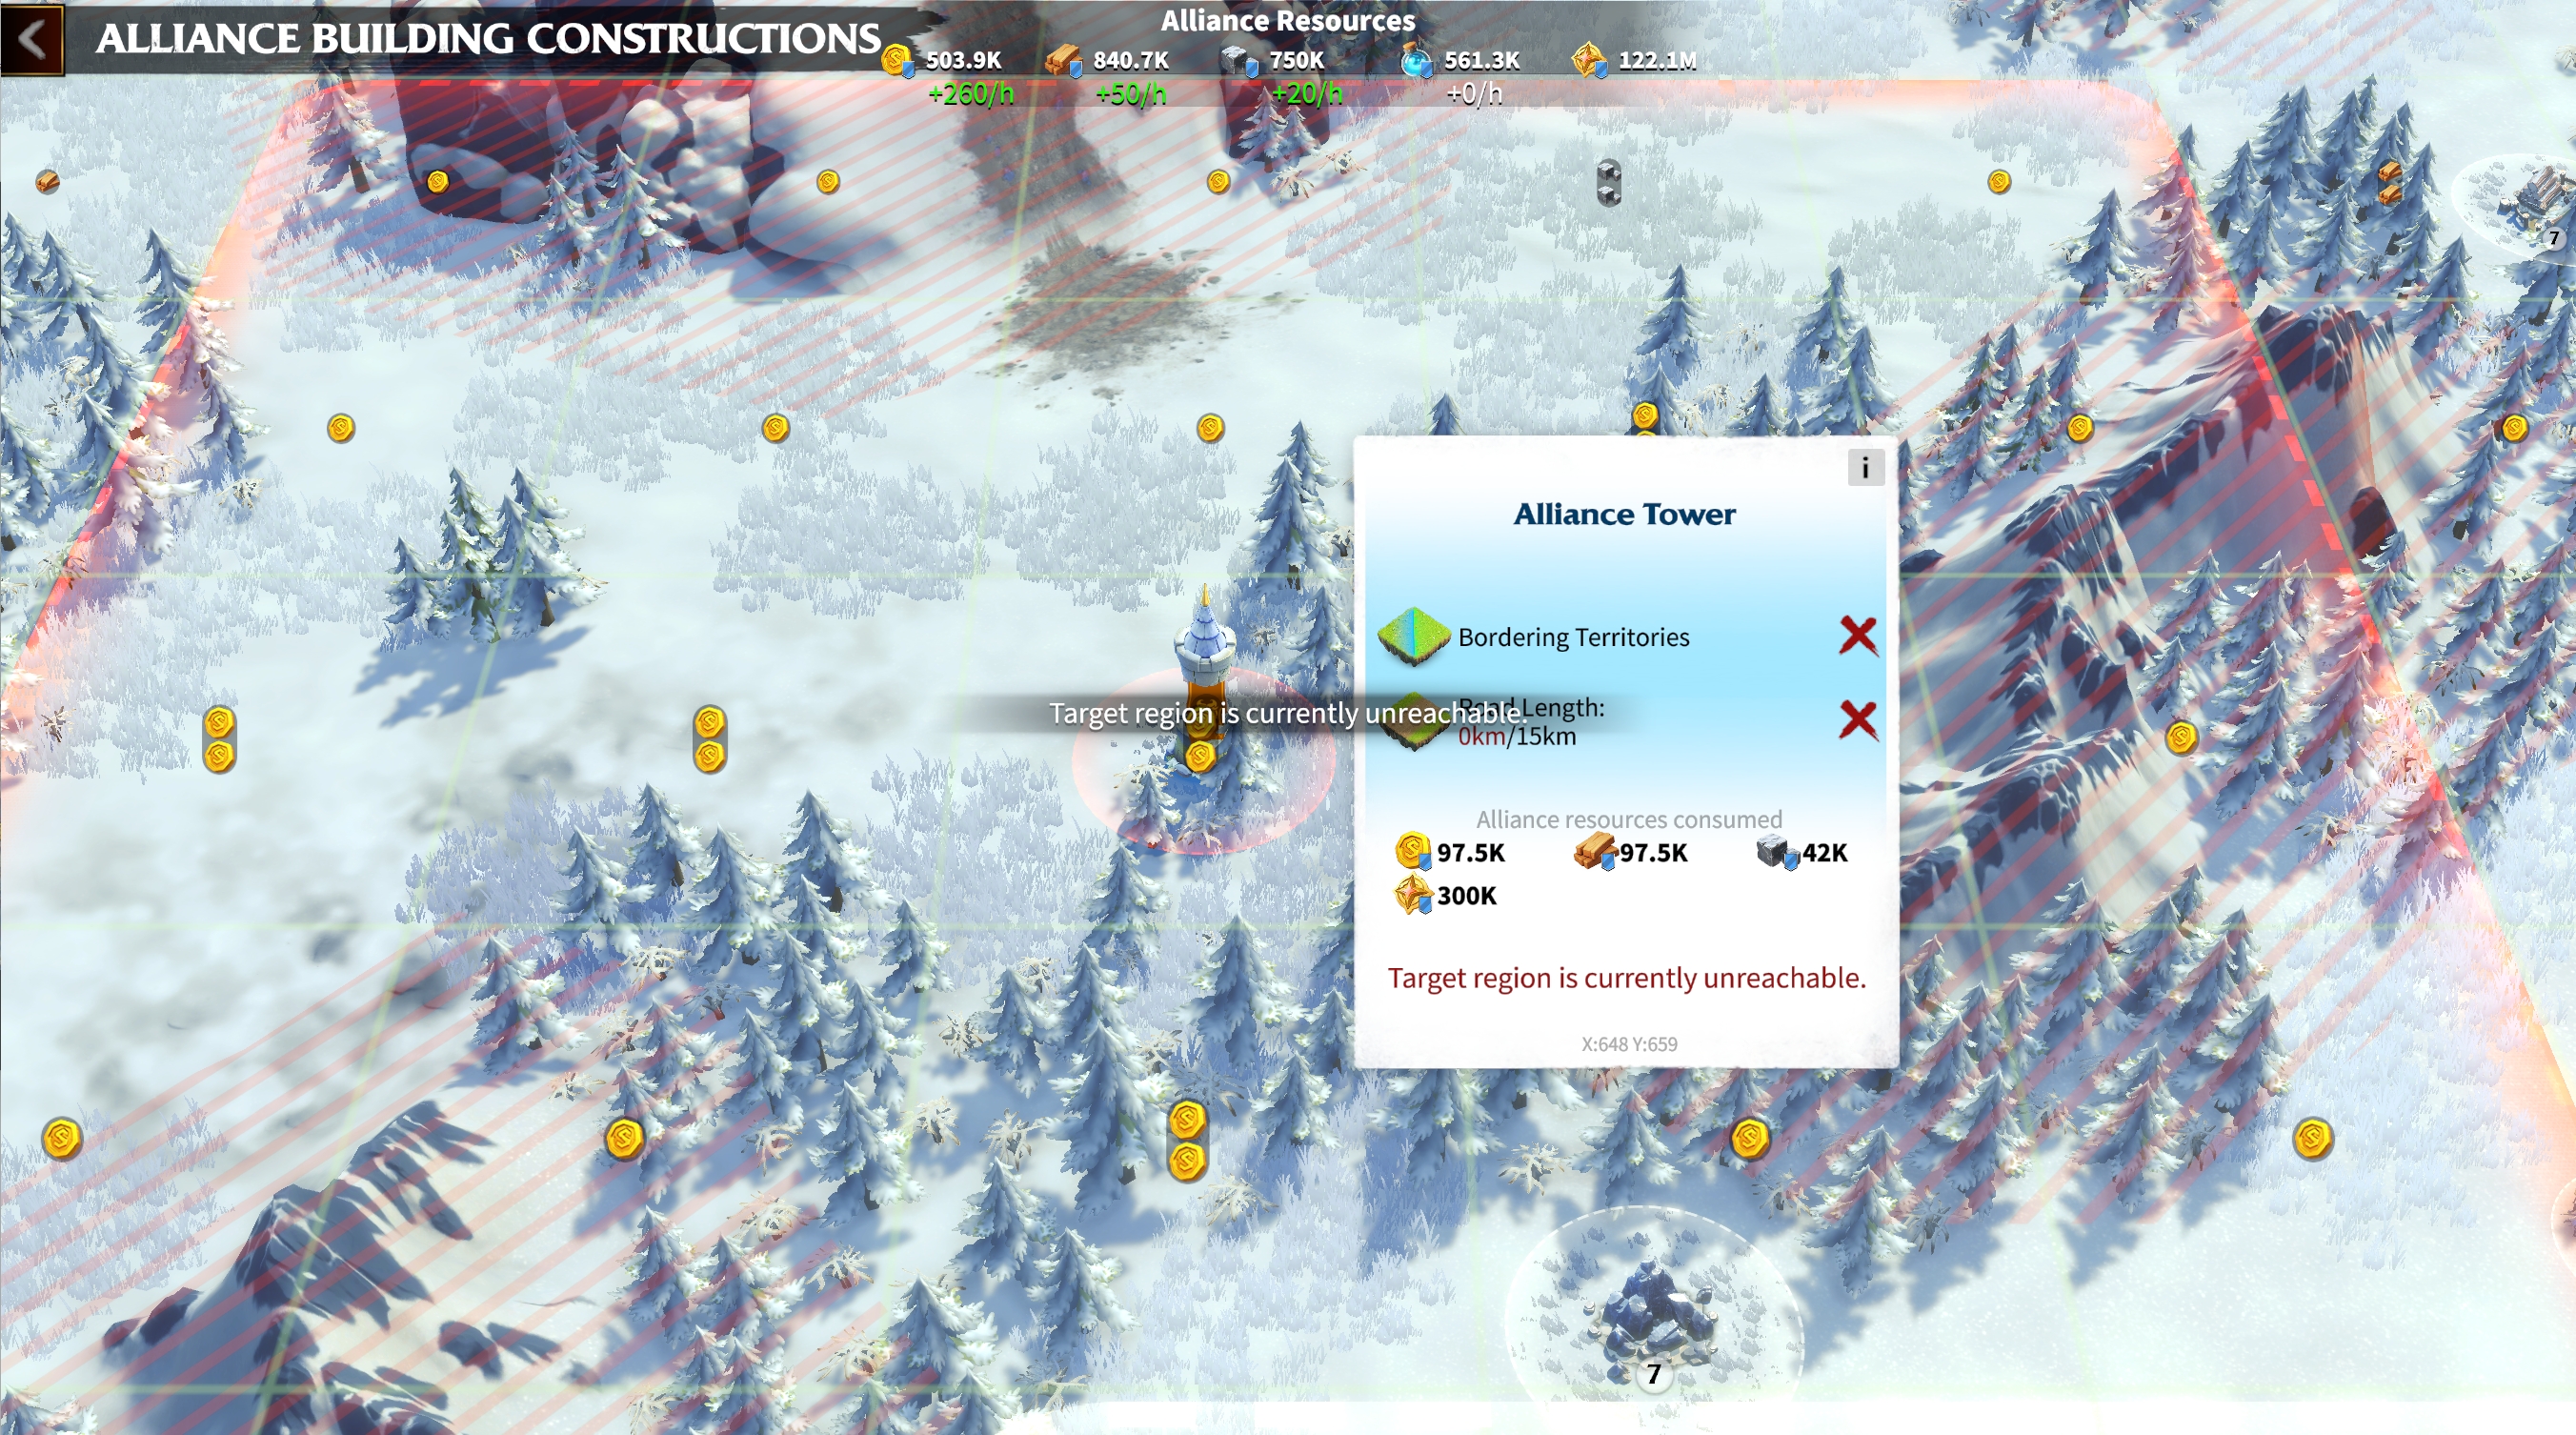 ALLIANCE BUILDING CONSTRUCTIONS
Alliance Resources
503.9K 840.7K 750K 561.3K 122.1M
+260/h +50/h +20/h +0/h
7
i
Alliance Tower
Bordering Territories
Road Length:
Target region is currently unreachable.
0km/15km
Alliance resources consumed
97.5K 97.5K 42K
300K
Target region is currently unreachable.
X:648 Y:659
7